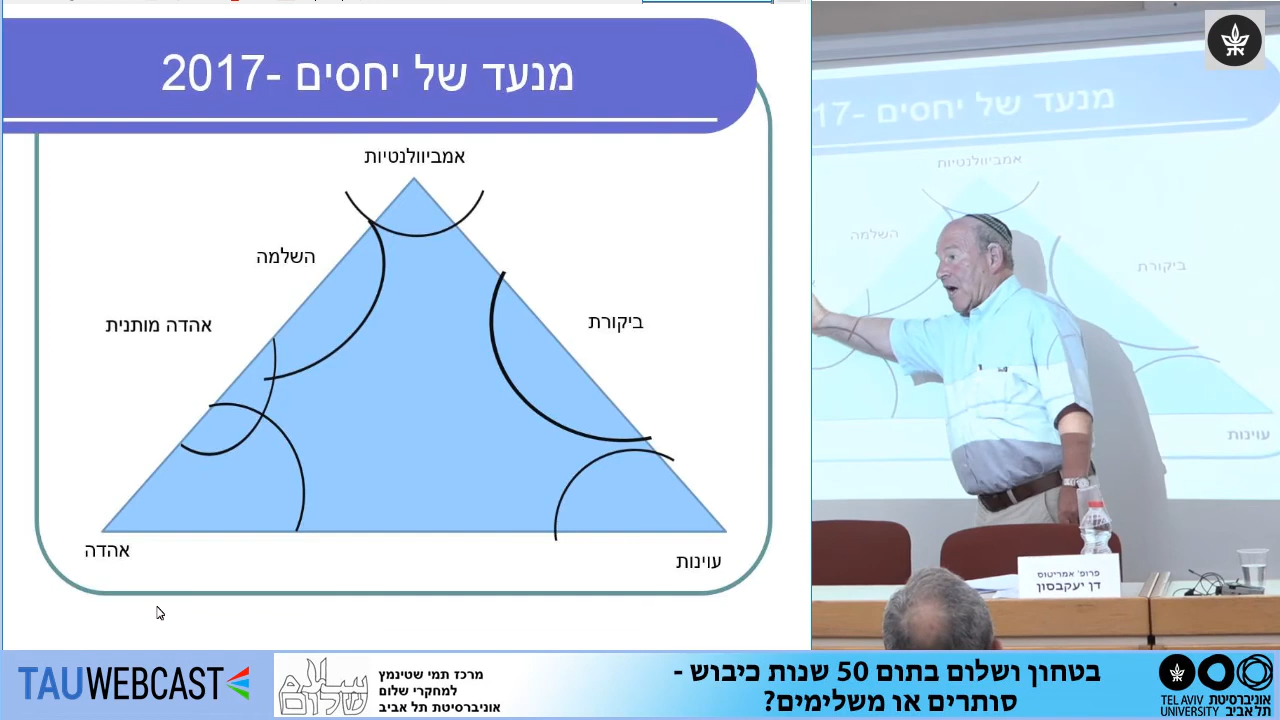 מנעד של יחסים -2017
אמביוולנטיות
השלמה
אהדה מותנית
ביקורת
אהדה
עוינות
17- מנעד של יחסים
אמביוולנטיות
השלמה
ביקורת
עוינות
פרופ' אמריטוס
דן יעקבסון
TAUWEBCAST
שלום
מרכז תמי שטינמץ
למחקרי שלום
אוניברסיטת תל אביב
בטחון ושלום בתום 50 שנות כיבוש -
סותרים או משלימים?
TEL AVIV אוניברסיטת
UNIVERSITY תל אביב